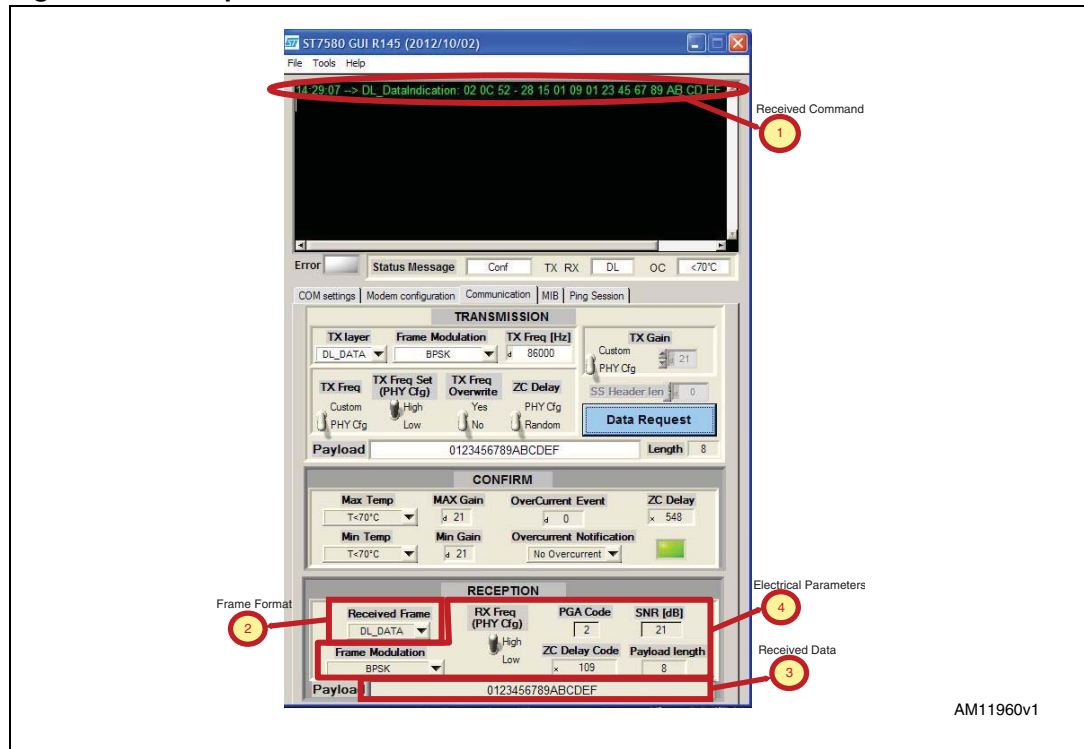 ST7580 GUI R145 (2012/10/02)
File Tools Help
14:29:07 --> DL_DataIndication: 02 0C 52 - 28 15 01 09 01 23 45 67 89 AB CD EF
Received Command
1
Error
Status Message Conf TX RX DL OC <70°C
COM settings Modem configuration Communication MIB Ping Session
TRANSMISSION
TX layer Frame Modulation TX Freq [Hz] TX Gain
DL_DATA BPSK d 86000 Custom d 21
PHY Cfg
TX Freq TX Freq Set (PHY Cfg) TX Freq Overwrite ZC Delay SS Header len 0
Custom High Yes PHY Cfg
PHY Cfg Low No Random Data Request
Payload 0123456789ABCDEF Length 8
CONFIRM
Max Temp MAX Gain OverCurrent Event ZC Delay
T<70°C d 21 d 0 x 548
Min Temp Min Gain Overcurrent Notification
T<70°C d 21 No Overcurrent
RECEPTION
Frame Format
2
Received Frame RX Freq (PHY Cfg) PGA Code SNR [dB]
DL_DATA High 2 21
Electrical Parameters
4
Frame Modulation Low ZC Delay Code Payload length
BPSK x 109 8
Received Data
3
Payload 0123456789ABCDEF
AM11960v1